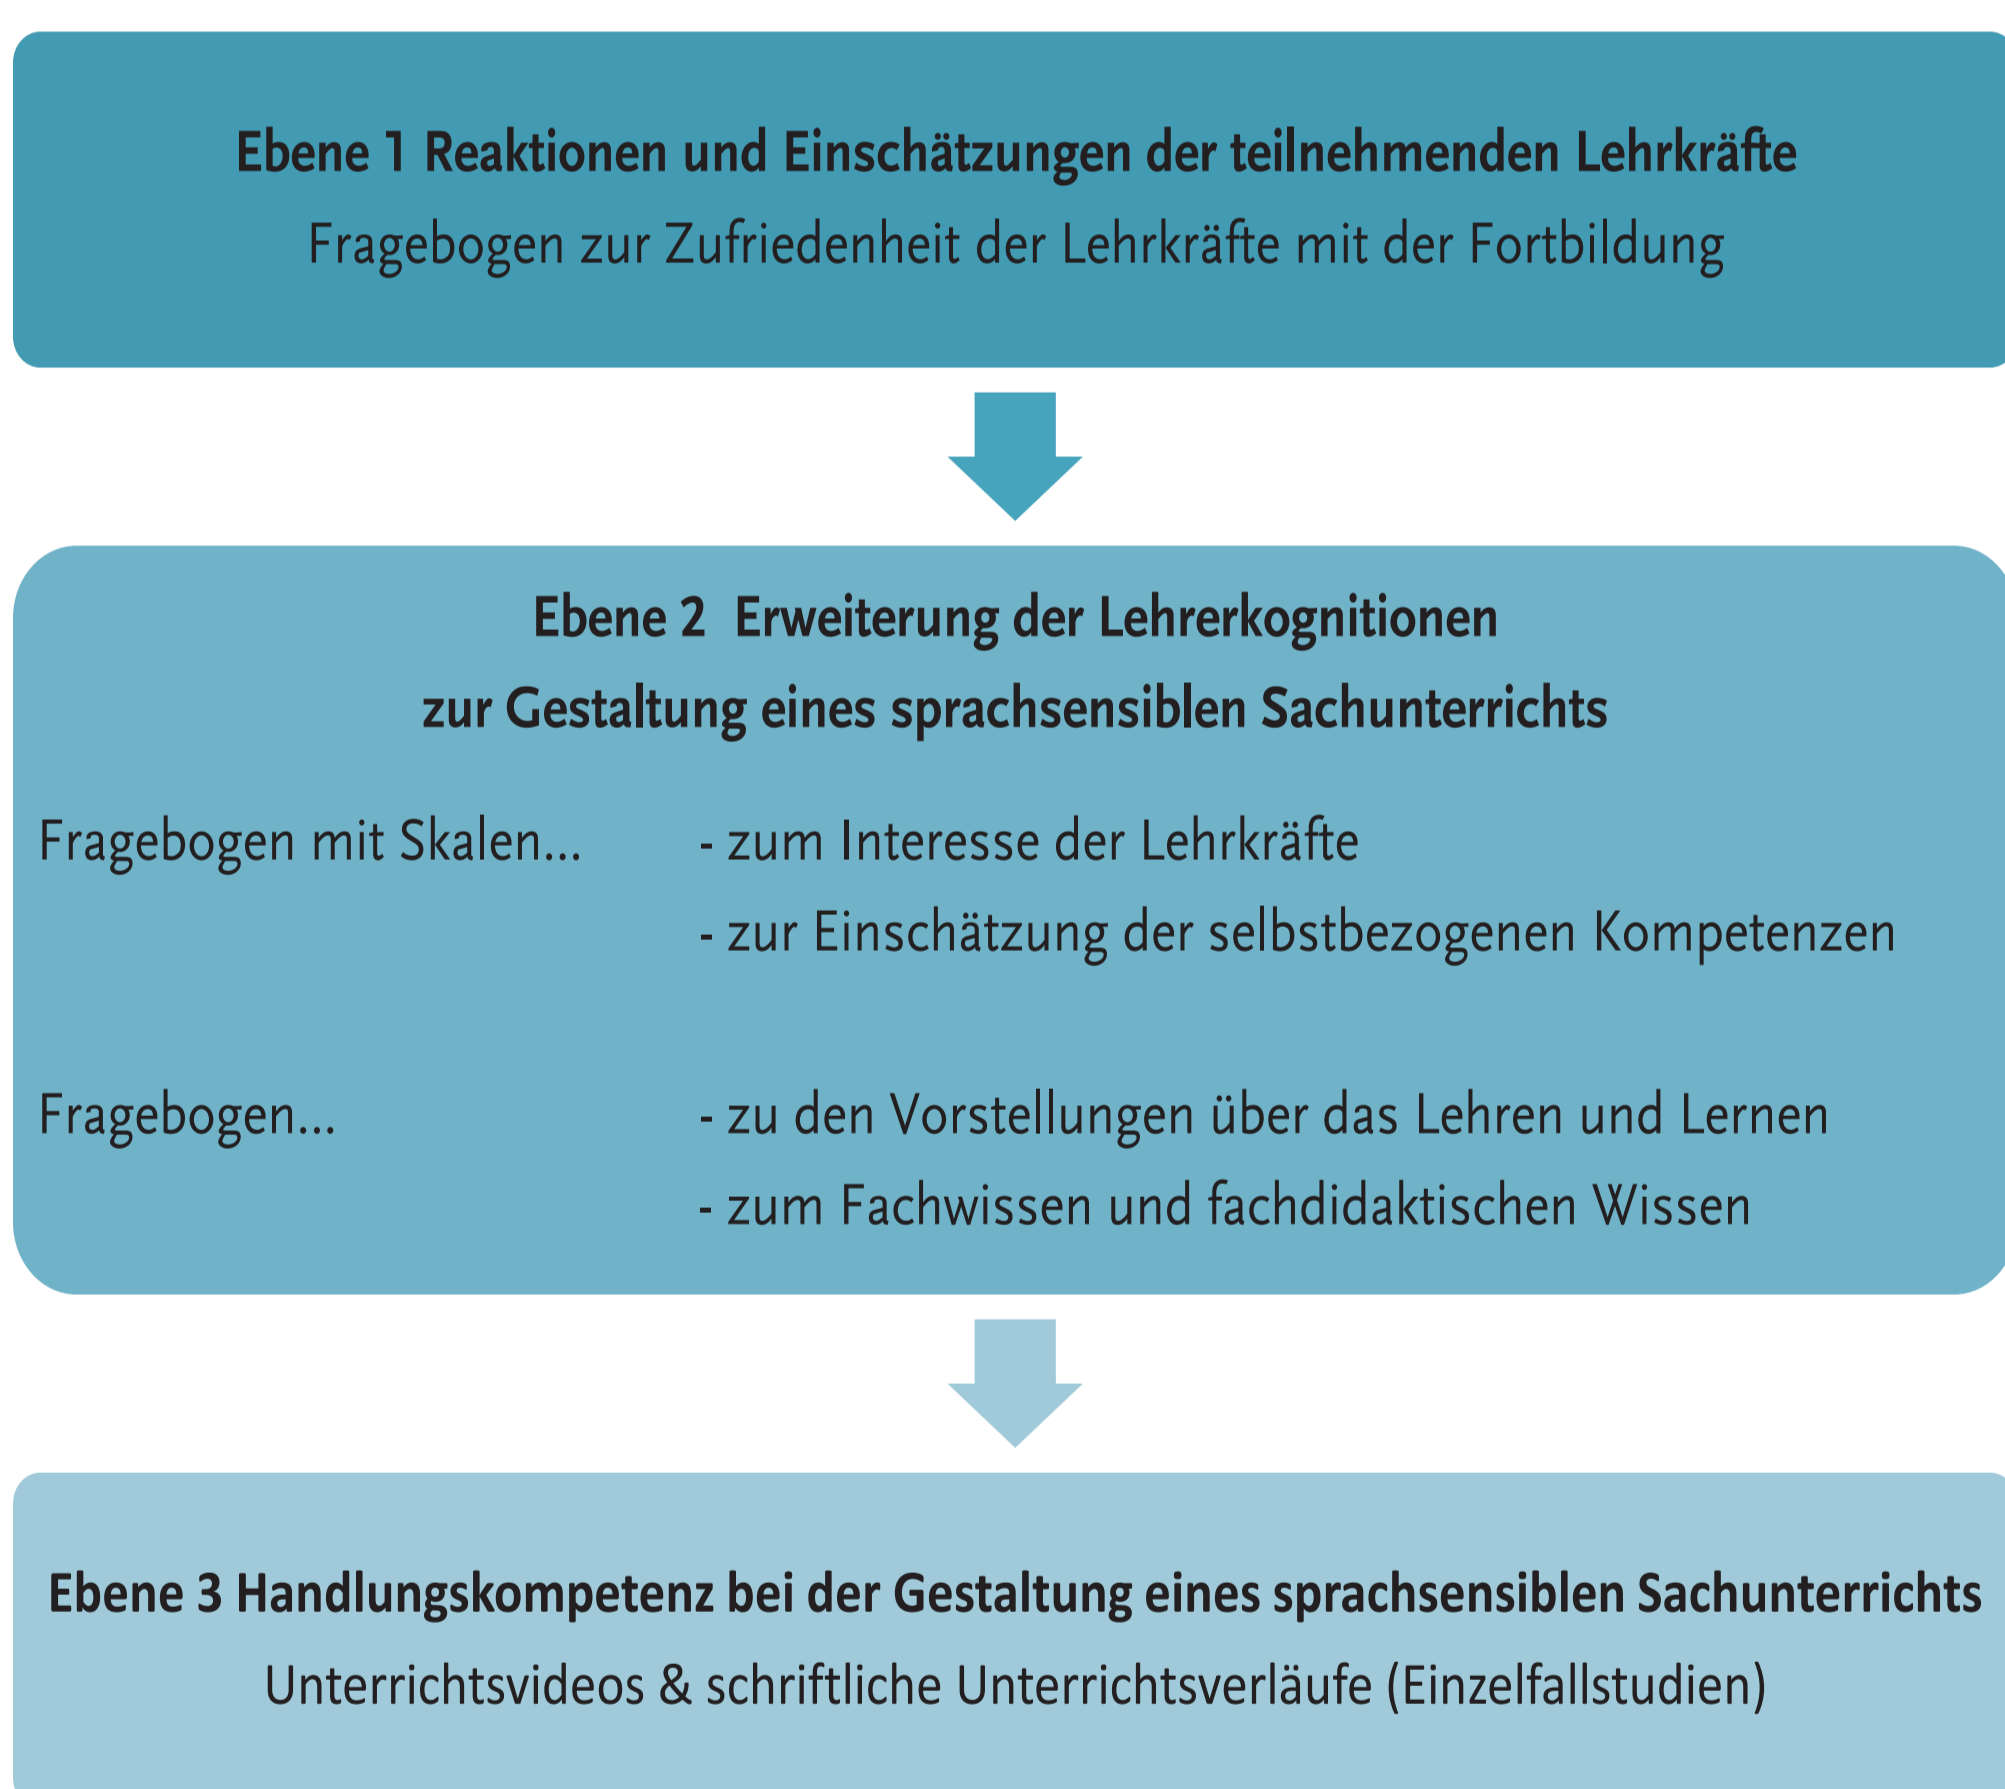 Ebene 1 Reaktionen und Einschätzungen der teilnehmenden Lehrkräfte
Fragebogen zur Zufriedenheit der Lehrkräfte mit der Fortbildung
Ebene 2 Erweiterung der Lehrerkognitionen
zur Gestaltung eines sprachsensiblen Sachunterrichts
Fragebogen mit Skalen... - zum Interesse der Lehrkräfte
- zur Einschätzung der selbstbezogenen Kompetenzen
Fragebogen... - zu den Vorstellungen über das Lehren und Lernen
- zum Fachwissen und fachdidaktischen Wissen
Ebene 3 Handlungskompetenz bei der Gestaltung eines sprachsensiblen Sachunterrichts
Unterrichtsvideos & schriftliche Unterrichtsverläufe (Einzelfallstudien)